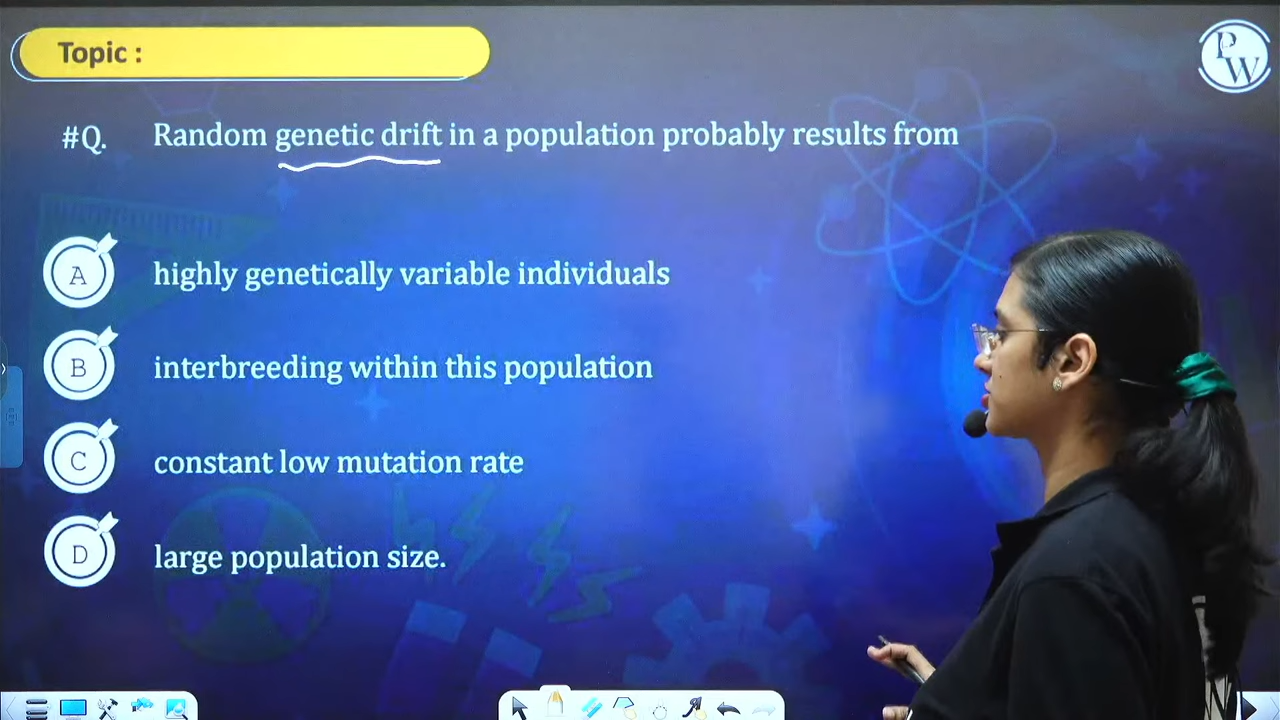 Topic :
PW
#Q. Random genetic drift in a population probably results from
A highly genetically variable individuals
B interbreeding within this population
C constant low mutation rate
D large population size.